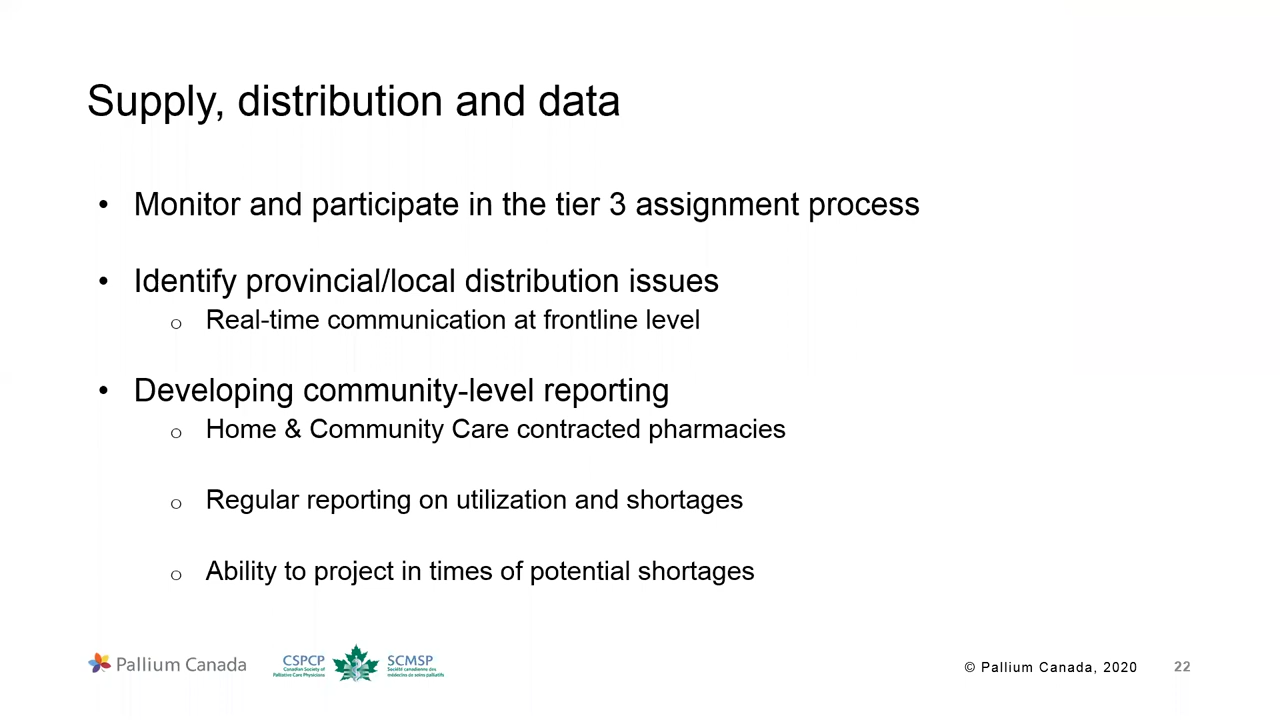 Supply, distribution and data
• Monitor and participate in the tier 3 assignment process
• Identify provincial/local distribution issues
o Real-time communication at frontline level
• Developing community-level reporting
o Home & Community Care contracted pharmacies
o Regular reporting on utilization and shortages
o Ability to project in times of potential shortages
Pallium Canada
CSPCP
Canadian Society of
Palliative Care Physicians
SCMSP
Société canadienne des
médecins de soins palliatifs
© Pallium Canada, 2020
22